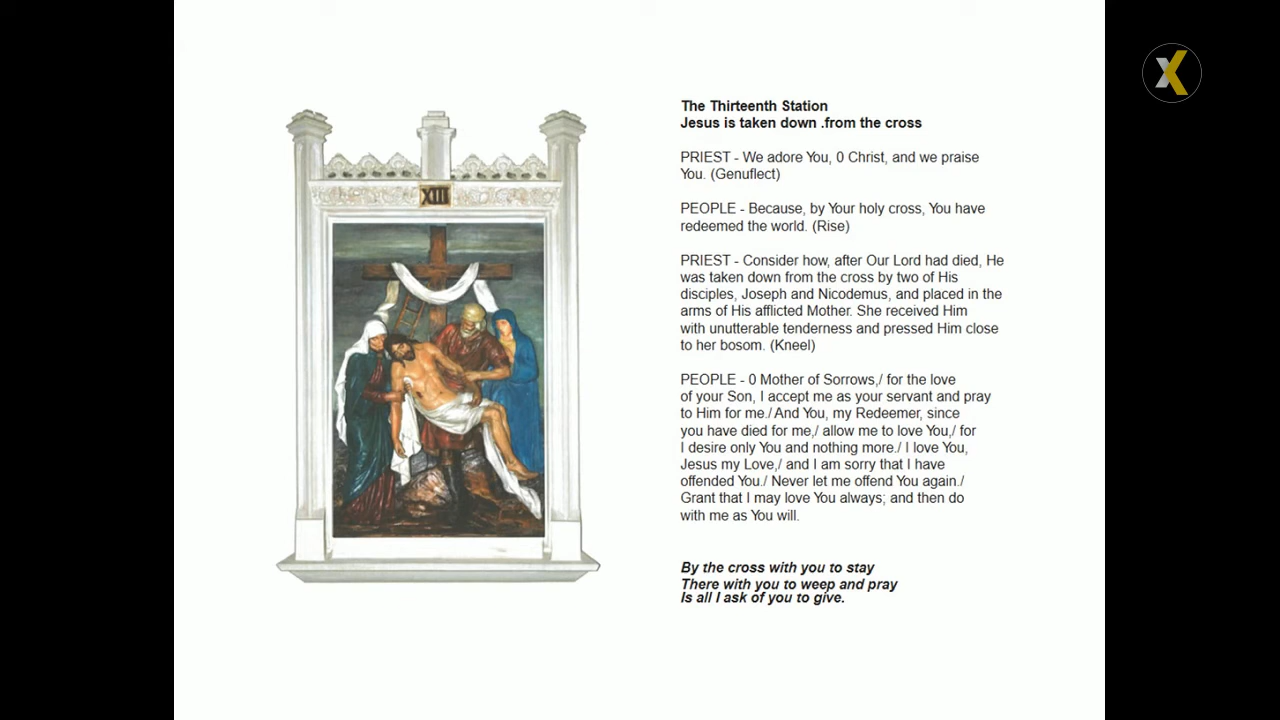 XIII
The Thirteenth Station
Jesus is taken down .from the cross
PRIEST - We adore You, 0 Christ, and we praise
You. (Genuflect)
PEOPLE - Because, by Your holy cross, You have
redeemed the world. (Rise)
PRIEST - Consider how, after Our Lord had died, He
was taken down from the cross by two of His
disciples, Joseph and Nicodemus, and placed in the
arms of His afflicted Mother. She received Him
with unutterable tenderness and pressed Him close
to her bosom. (Kneel)
PEOPLE - 0 Mother of Sorrows,/ for the love
of your Son, I accept me as your servant and pray
to Him for me./ And You, my Redeemer, since
you have died for me,/ allow me to love You,/ for
I desire only You and nothing more./ I love You,
Jesus my Love,/ and I am sorry that I have
offended You./ Never let me offend You again./
Grant that I may love You always; and then do
with me as You will.
By the cross with you to stay
There with you to weep and pray
Is all I ask of you to give.